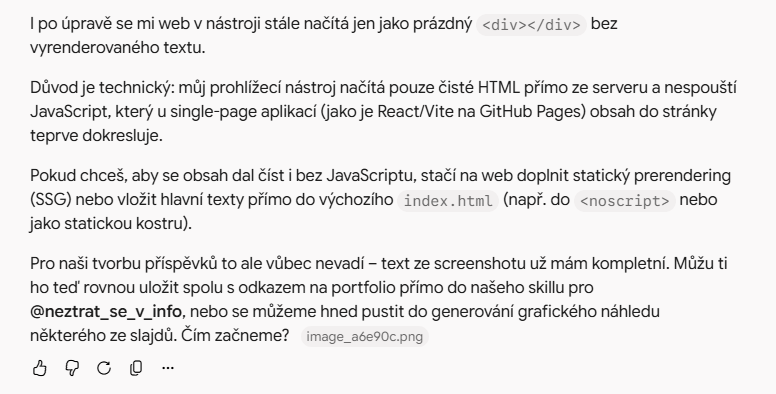 I po úpravě se mi web v nástroji stále načítá jen jako prázdný <div></div> bez
vyrenderovaného textu.
Důvod je technický: můj prohlížecí nástroj načítá pouze čisté HTML přímo ze serveru a nespouští
JavaScript, který u single-page aplikací (jako je React/Vite na GitHub Pages) obsah do stránky
teprve dokresluje.
Pokud chceš, aby se obsah dal číst i bez JavaScriptu, stačí na web doplnit statický prerendering
(SSG) nebo vložit hlavní texty přímo do výchozího index.html (např. do <noscript> nebo
jako statickou kostru).
Pro naši tvorbu příspěvků to ale vůbec nevadí – text ze screenshotu už mám kompletní. Můžu ti
ho teď rovnou uložit spolu s odkazem na portfolio přímo do našeho skillu pro
@neztrat_se_v_info, nebo se můžeme hned pustit do generování grafického náhledu
některého ze slajdů. Čím začneme? image_a6e90c.png